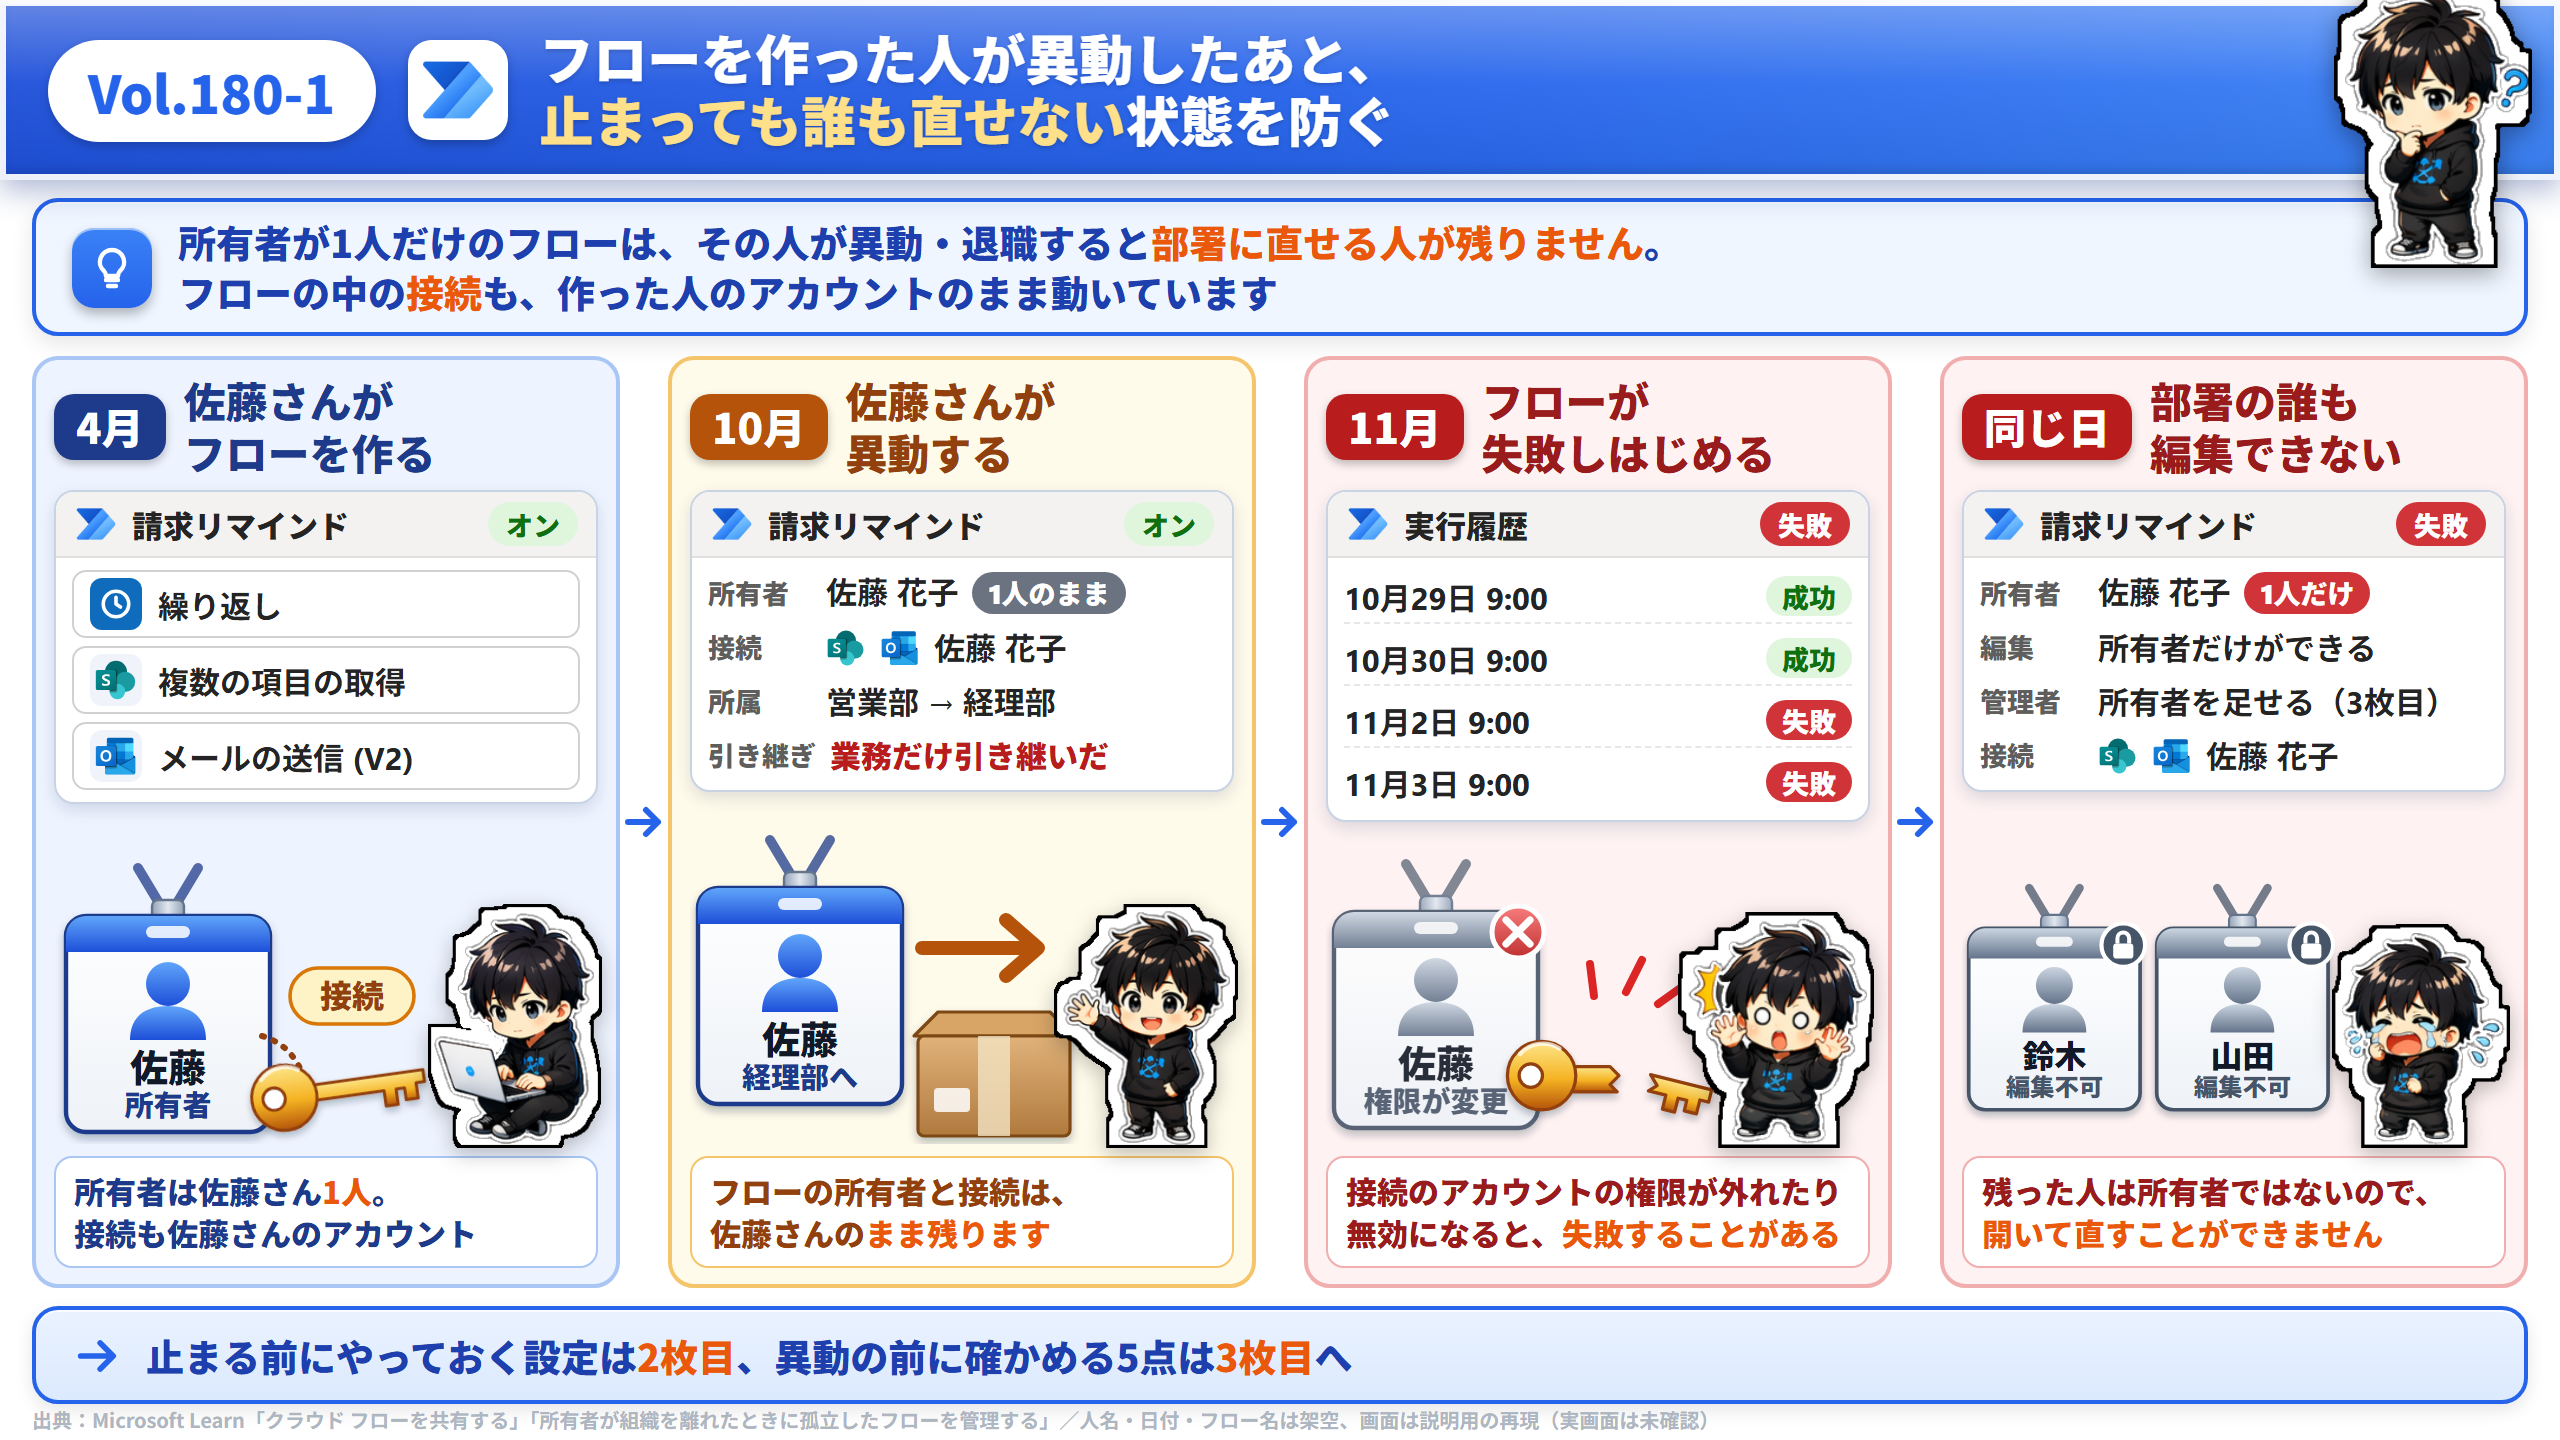 Vol.180-1
フローを作った人が異動したあと、
止まっても誰も直せない状態を防ぐ
?
所有者が1人だけのフローは、その人が異動・退職すると部署に直せる人が残りません。
フローの中の接続も、作った人のアカウントのまま動いています
4月
佐藤さんが
フローを作る
請求リマインド
オン
繰り返し
S
複数の項目の取得
O
メールの送信 (V2)
佐藤
所有者
接続
所有者は佐藤さん1人。
接続も佐藤さんのアカウント
10月
佐藤さんが
異動する
請求リマインド
オン
所有者 佐藤 花子 1人のまま
接続 S O 佐藤 花子
所属 営業部 → 経理部
引き継ぎ 業務だけ引き継いだ
佐藤
経理部へ
フローの所有者と接続は、
佐藤さんのまま残ります
11月
フローが
失敗しはじめる
実行履歴
失敗
10月29日 9:00 成功
10月30日 9:00 成功
11月2日 9:00 失敗
11月3日 9:00 失敗
佐藤
権限が変更
接続のアカウントの権限が外れたり
無効になると、失敗することがある
同じ日
部署の誰も
編集できない
請求リマインド
失敗
所有者 佐藤 花子 1人だけ
編集 所有者だけができる
管理者 所有者を足せる（3枚目）
接続 S O 佐藤 花子
鈴木
編集不可
山田
編集不可
残った人は所有者ではないので、
開いて直すことができません
→ 止まる前にやっておく設定は2枚目、異動の前に確かめる5点は3枚目へ
出典：Microsoft Learn「クラウド フローを共有する」「所有者が組織を離れたときに孤立したフローを管理する」／人名・日付・フロー名は架空、画面は説明用の再現（実画面は未確認）